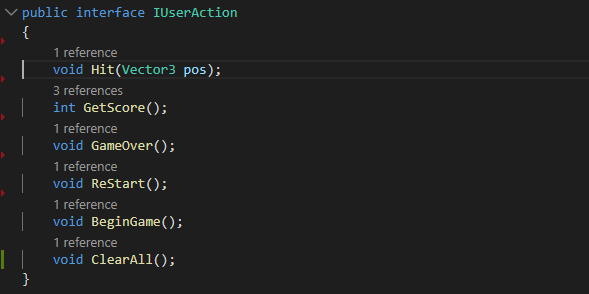 public interface IUserAction
{
1 reference
void Hit(Vector3 pos);
3 references
int GetScore();
1 reference
void GameOver();
1 reference
void ReStart();
1 reference
void BeginGame();
1 reference
void ClearAll();
}